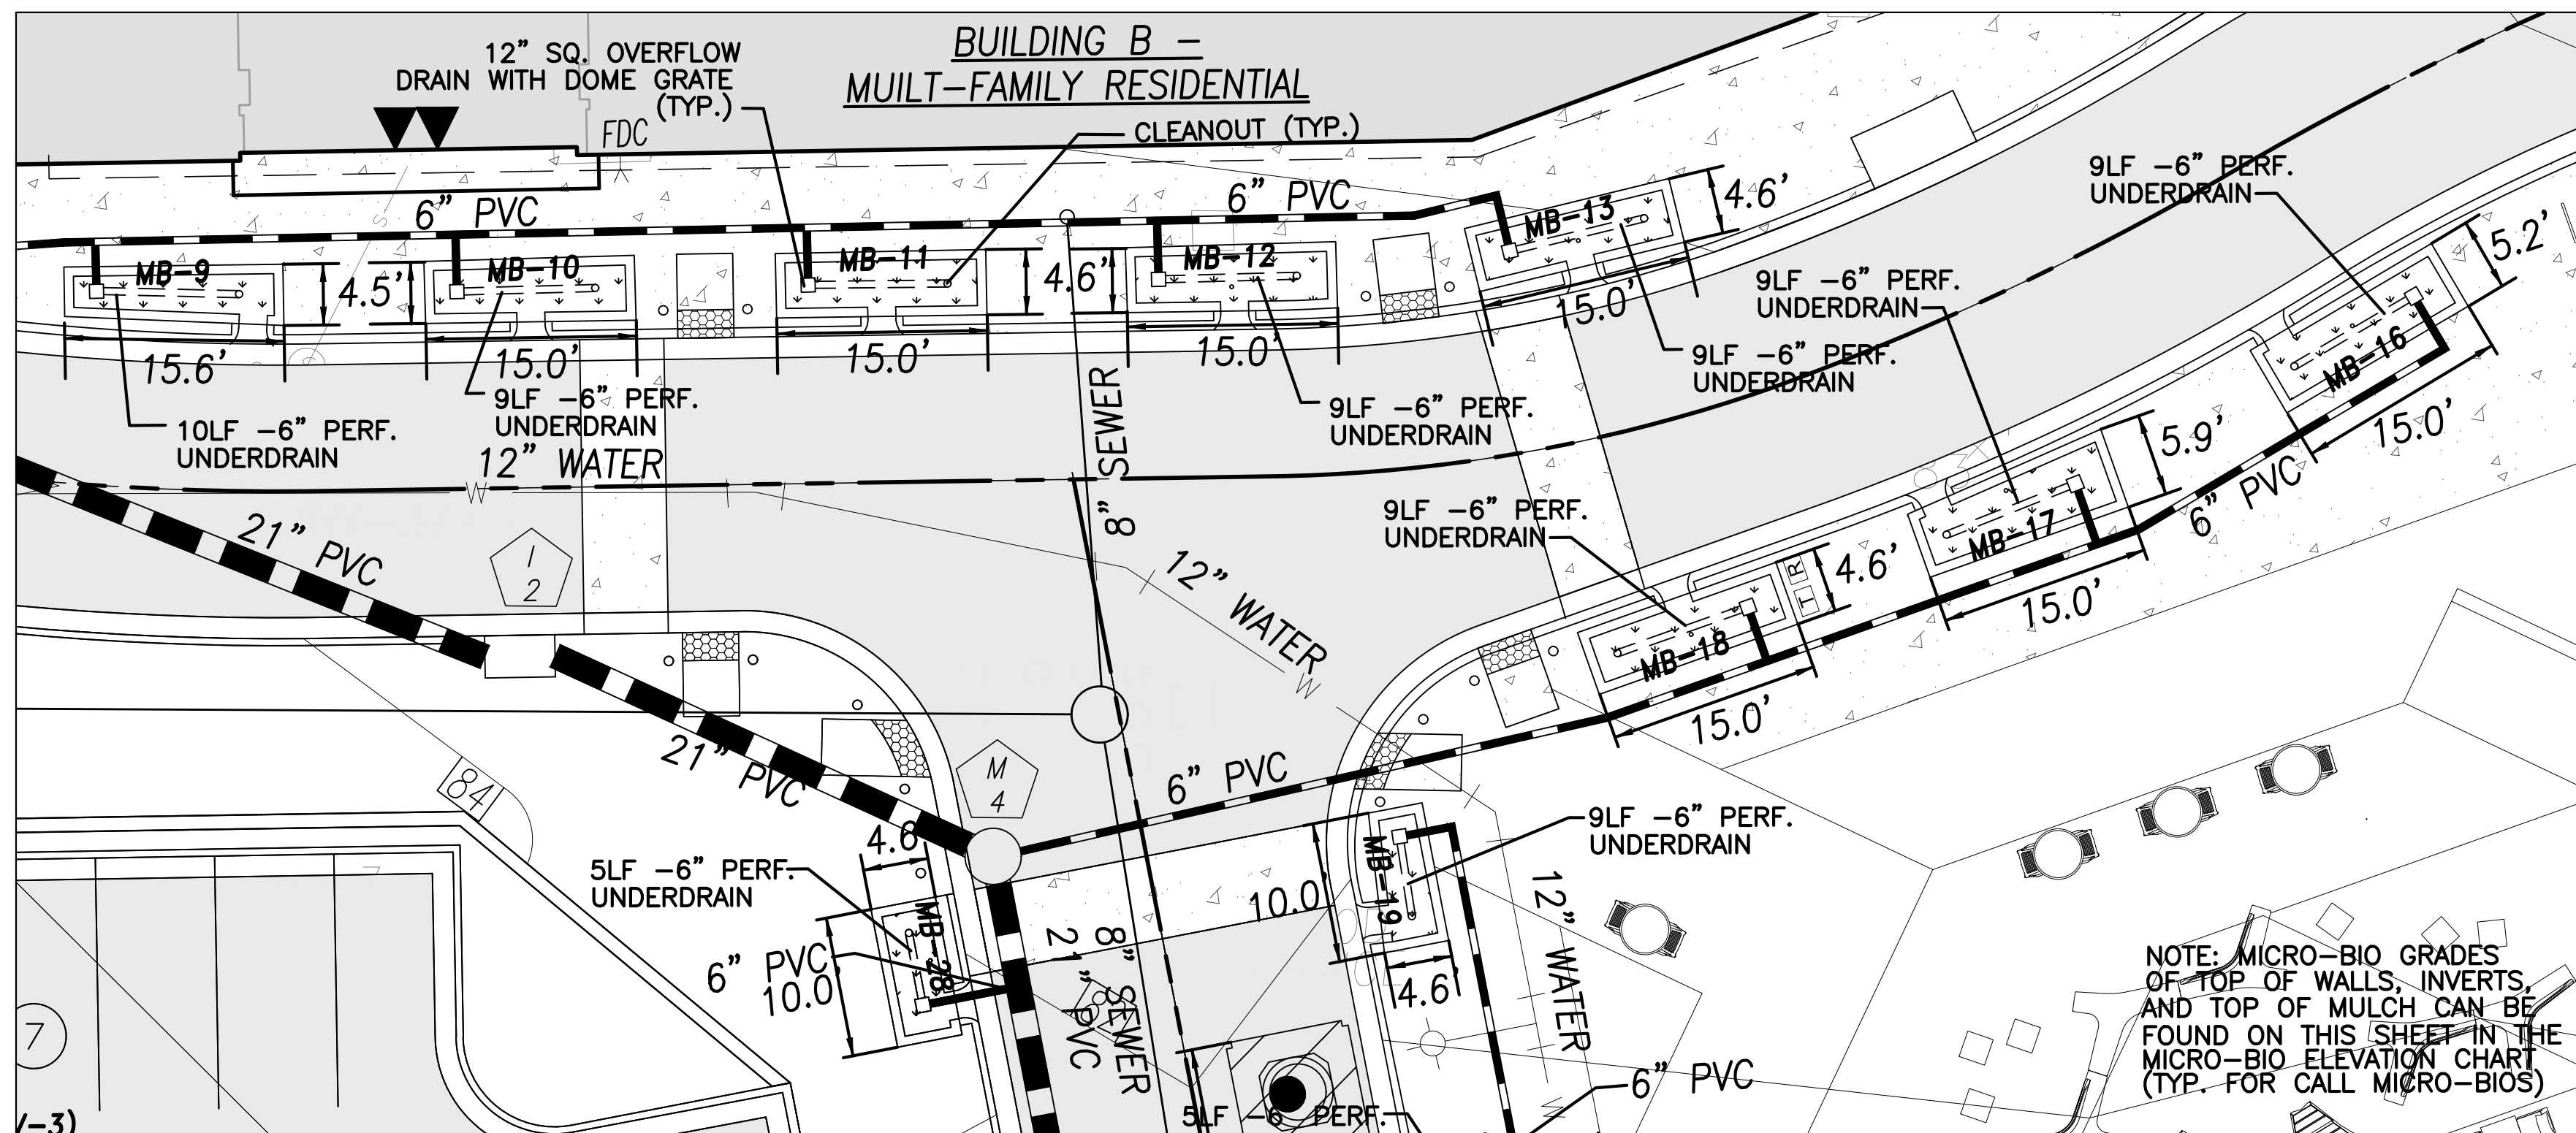 BUILDING B –
MUILT–FAMILY RESIDENTIAL
12” SQ. OVERFLOW
DRAIN WITH DOME GRATE
(TYP.)
FDC
CLEANOUT (TYP.)
6” PVC
6” PVC
MB–9
MB–10
MB–11
MB–12
MB–13
4.5’
4.6’
4.6’
15.6’
15.0’
15.0’
15.0’
15.0’
10LF –6” PERF.
UNDERDRAIN
9LF –6” PERF.
UNDERDRAIN
9LF –6” PERF.
UNDERDRAIN
9LF –6” PERF.
UNDERDRAIN
9LF –6” PERF.
UNDERDRAIN
9LF –6” PERF.
UNDERDRAIN
5.2’
MB–16
15.0’
5.9’
MB–17
15.0’
6” PVC
9LF –6” PERF.
UNDERDRAIN
4.6’
T R
MB–18
15.0’
12” WATER
W
8” SEWER
S
21” PVC
I
2
12” WATER
W
21” PVC
84
M
4
6” PVC
4.6’
5LF –6” PERF.
UNDERDRAIN
MB–28
6” PVC
10.0’
21” PVC
8” SEWER
10.0’
MB–19
4.6’
9LF –6” PERF.
UNDERDRAIN
12” WATER
W
6” PVC
5LF –6 PERF.
7
V–3)
NOTE: MICRO–BIO GRADES
OF TOP OF WALLS, INVERTS,
AND TOP OF MULCH CAN BE
FOUND ON THIS SHEET IN THE
MICRO–BIO ELEVATION CHART
(TYP. FOR CALL MICRO–BIOS)